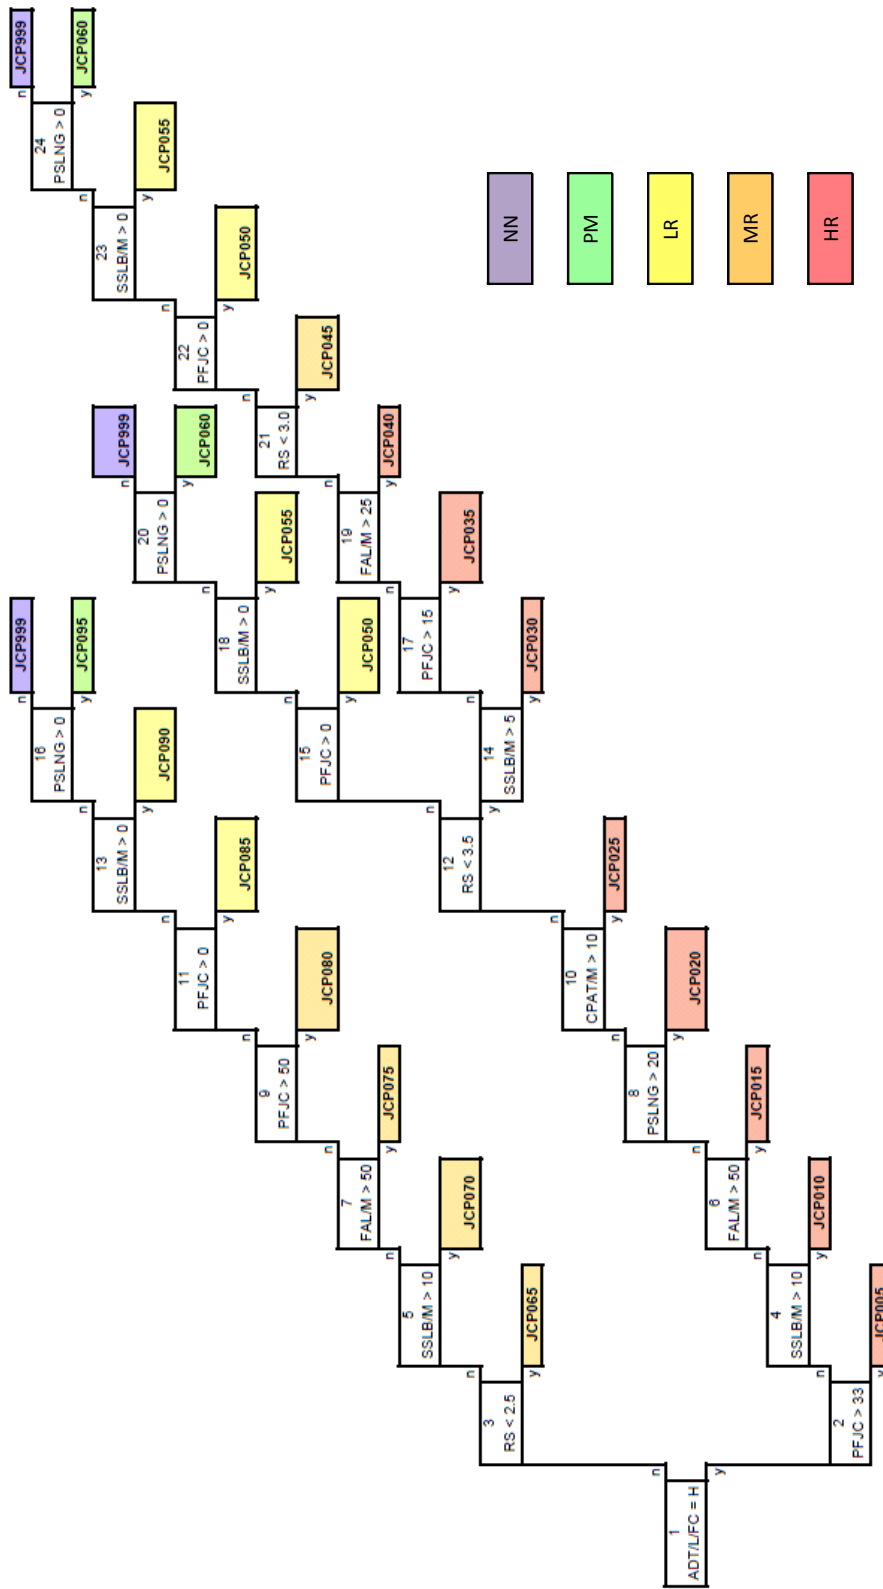 1
ADT/L/FC = H
n
y
3
RS < 2.5
n
y
2
PFJC > 33
n
y
JCP065
JCP005
5
SSLB/M > 10
n
y
4
SSLB/M > 10
n
y
JCP070
JCP010
7
FAL/M > 50
n
y
6
FAL/M > 50
n
y
JCP075
JCP015
9
PFJC > 50
n
y
8
PSLNG > 20
n
y
JCP080
JCP020
11
PFJC > 0
n
y
10
CPAT/M > 10
n
y
JCP085
JCP025
13
SSLB/M > 0
n
y
12
RS < 3.5
n
y
JCP090
16
PSLNG > 0
n
y
15
PFJC > 0
n
y
14
SSLB/M > 5
n
y
JCP999
JCP095
JCP050
JCP030
18
SSLB/M > 0
n
y
17
PFJC > 15
n
y
JCP055
JCP035
20
PSLNG > 0
n
y
19
FAL/M > 25
n
y
JCP999
JCP060
JCP040
21
RS < 3.0
n
y
JCP045
22
PFJC > 0
n
y
JCP050
23
SSLB/M > 0
n
y
JCP055
24
PSLNG > 0
n
y
JCP999
JCP060
NN
PM
LR
MR
HR